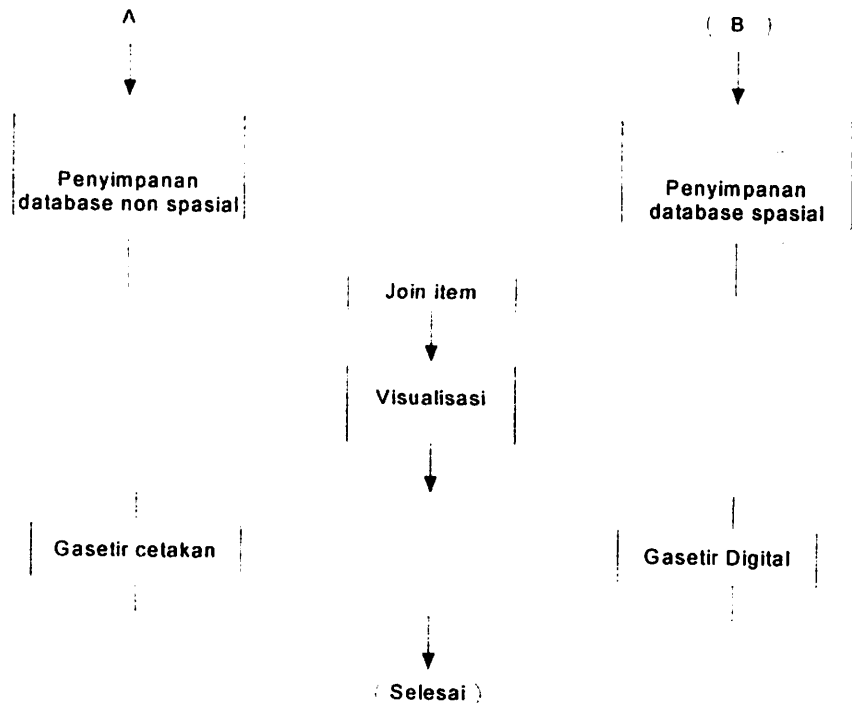 A
( B )
Penyimpanan
database non spasial
Penyimpanan
database spasial
Join item
Visualisasi
Gasetir cetakan
Gasetir Digital
( Selesai )